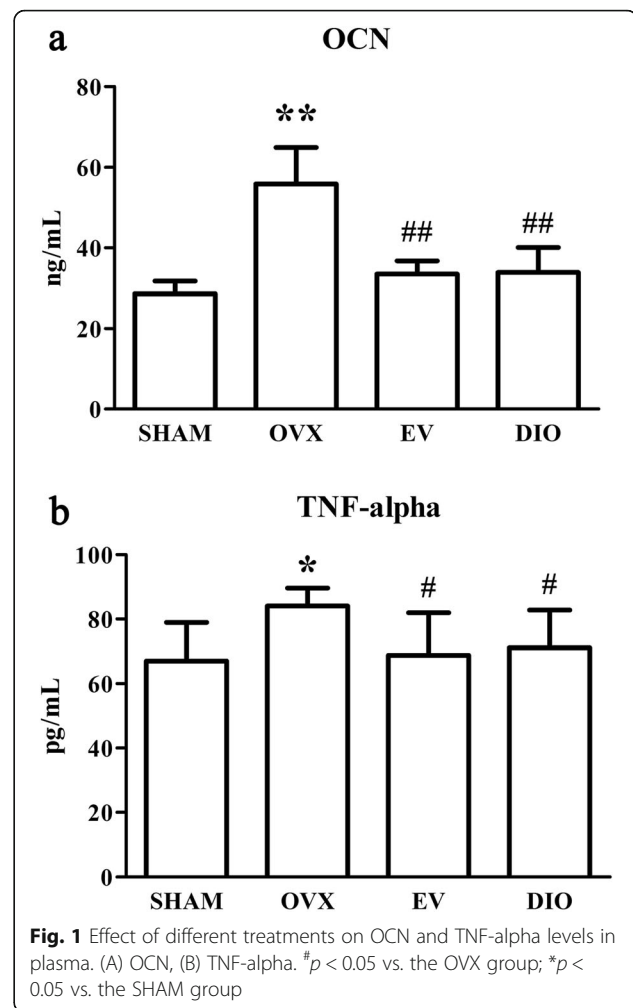 a
OCN
80
60
40
20
0
ng/mL
**
##
##
SHAM OVX EV DIO
b
TNF-alpha
100
80
60
40
20
0
pg/mL
*
#
#
SHAM OVX EV DIO
Fig. 1 Effect of different treatments on OCN and TNF-alpha levels in
plasma. (A) OCN, (B) TNF-alpha. #p < 0.05 vs. the OVX group; *p <
0.05 vs. the SHAM group